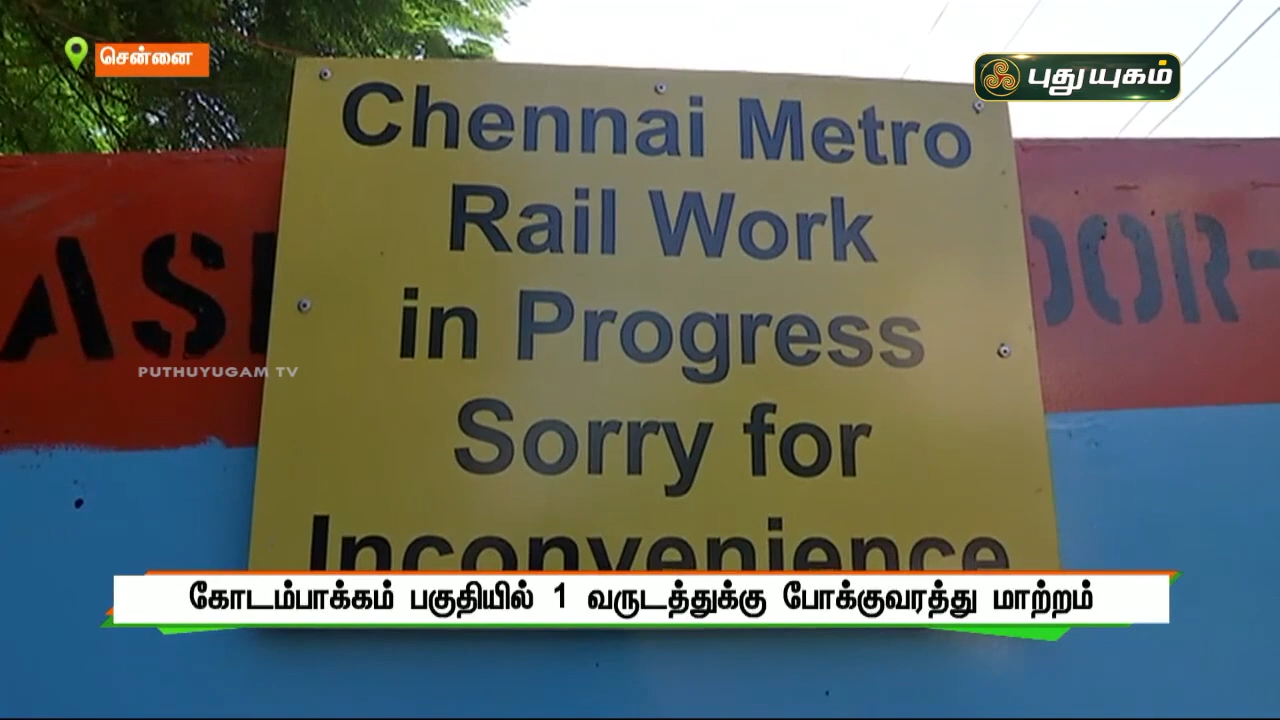 சென்னை
புதுயுகம்
Chennai Metro
Rail Work
in Progress
Sorry for
Inconvenience
PUTHUYUGAM TV
கோடம்பாக்கம் பகுதியில் 1 வருடத்துக்கு போக்குவரத்து மாற்றம்